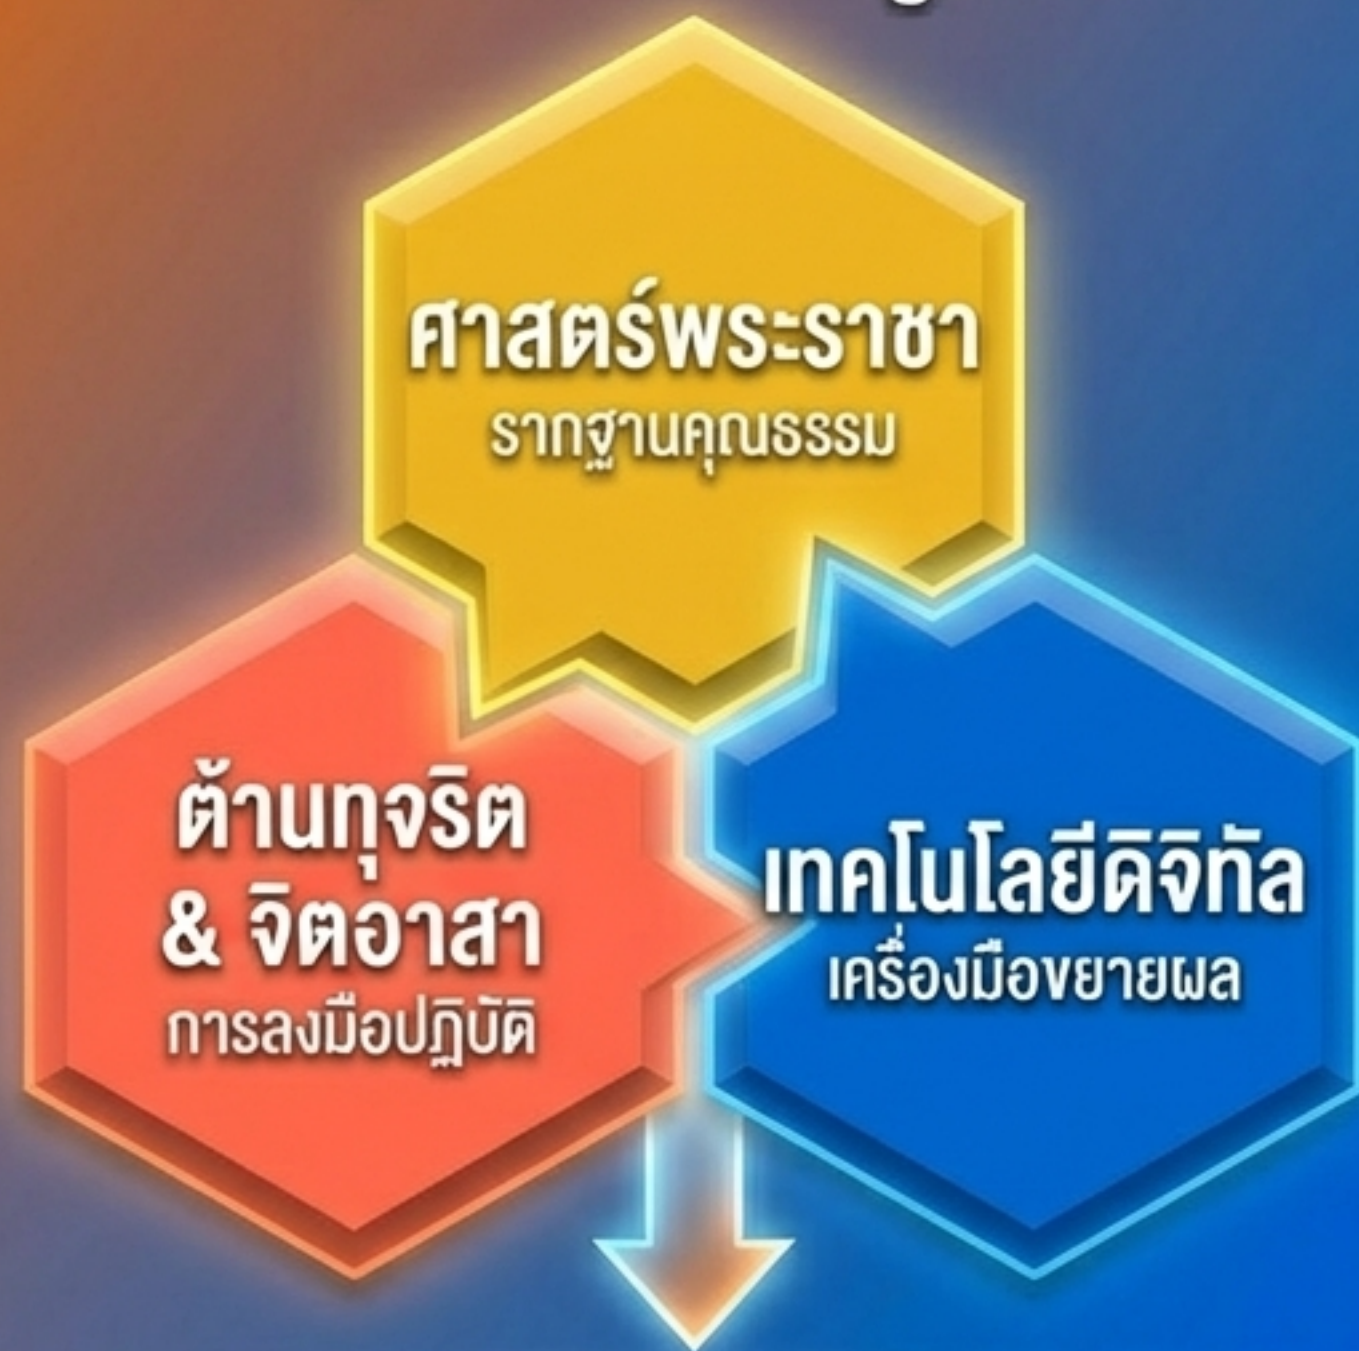 ศาสตร์พระราชา
รากฐานคุณธรรม
ต้านทุจริต
& จิตอาสา
การลงมือปฏิบัติ
เทคโนโลยีดิจิทัล
เครื่องมือขยายผล